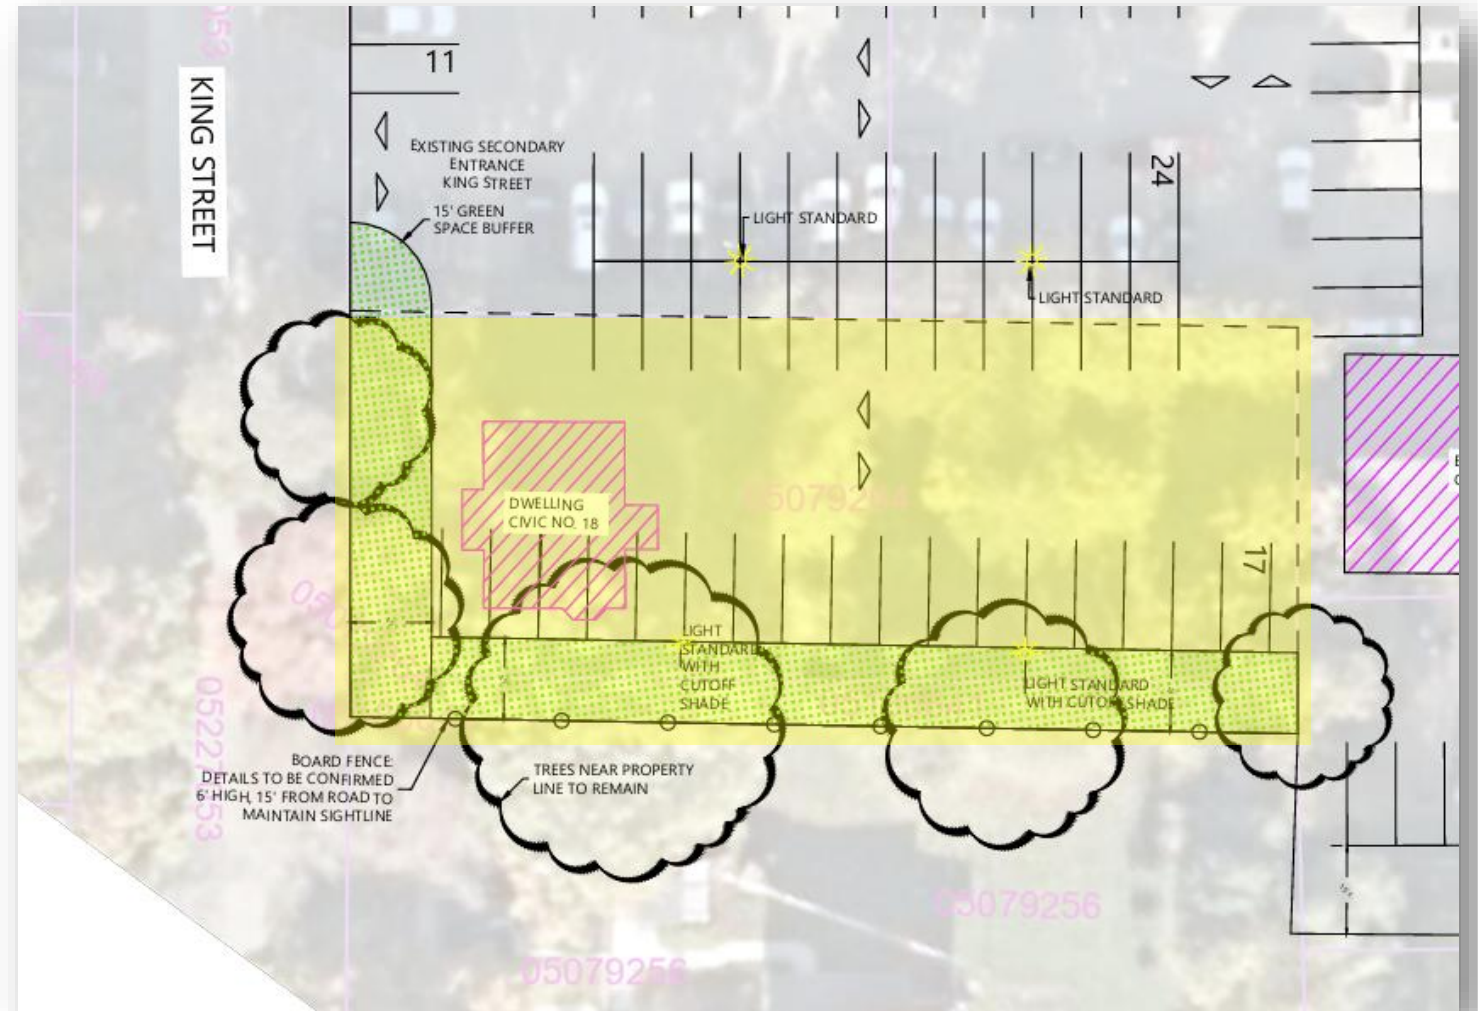 11
KING STREET
EXISTING SECONDARY
ENTRANCE
KING STREET
15' GREEN
SPACE BUFFER
24
LIGHT STANDARD
LIGHT STANDARD
DWELLING
CIVIC NO. 18
17
LIGHT
STANDARD
WITH
CUTOFF
SHADE
LIGHT STANDARD
WITH CUTOFF SHADE
BOARD FENCE:
DETAILS TO BE CONFIRMED
6' HIGH, 15' FROM ROAD TO
MAINTAIN SIGHTLINE
TREES NEAR PROPERTY
LINE TO REMAIN
05079256
05079256